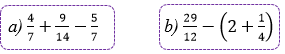 a) 4/7 + 9/14 − 5/7
b) 29/12 − (2 + 1/4)